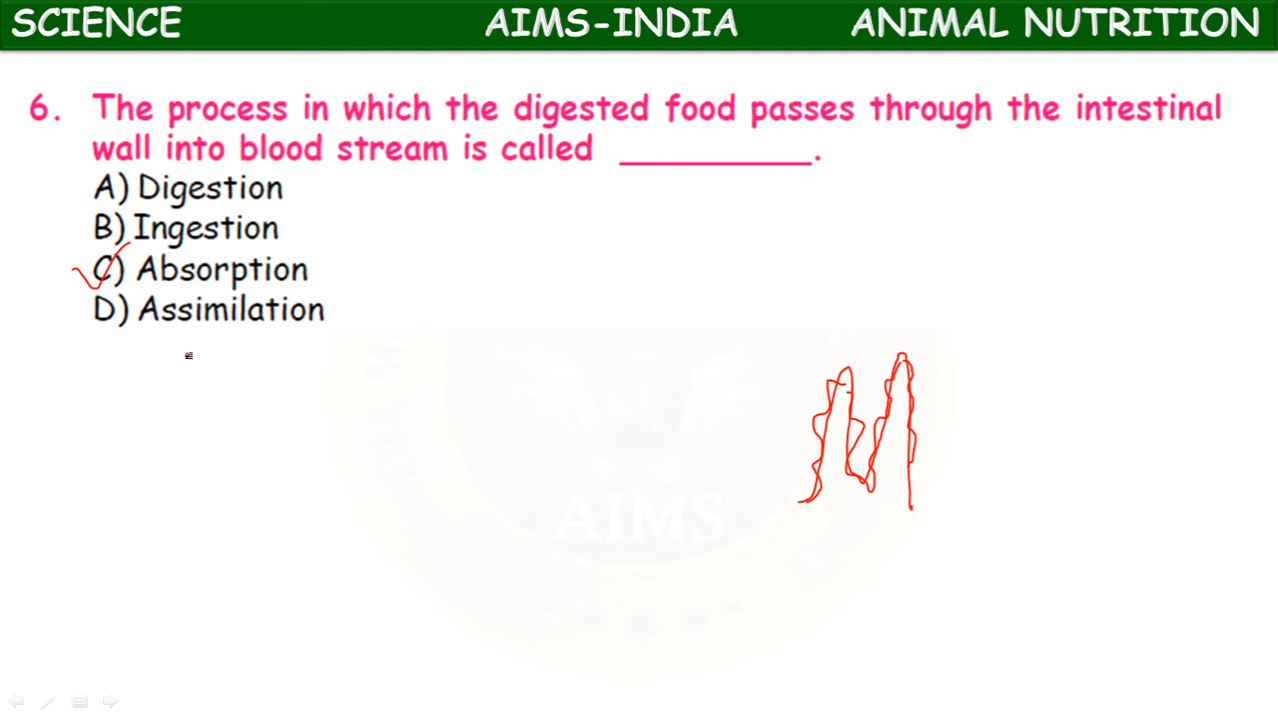 SCIENCE AIMS-INDIA ANIMAL NUTRITION
6. The process in which the digested food passes through the intestinal
wall into blood stream is called __________.
A) Digestion
B) Ingestion
C) Absorption
D) Assimilation
AIMS